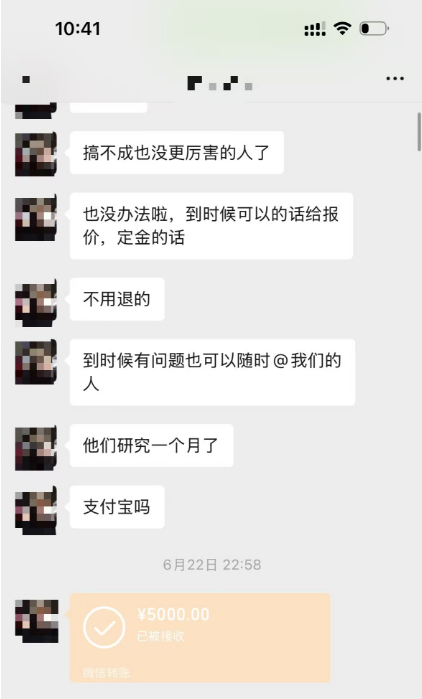 10:41
搞不成也没更厉害的人了
也没办法啦，到时候可以的话给报
价，定金的话
不用退的
到时候有问题也可以随时@我们的
人
他们研究一个月了
支付宝吗
6月22日 22:58
¥5000.00
已被接收
微信转账